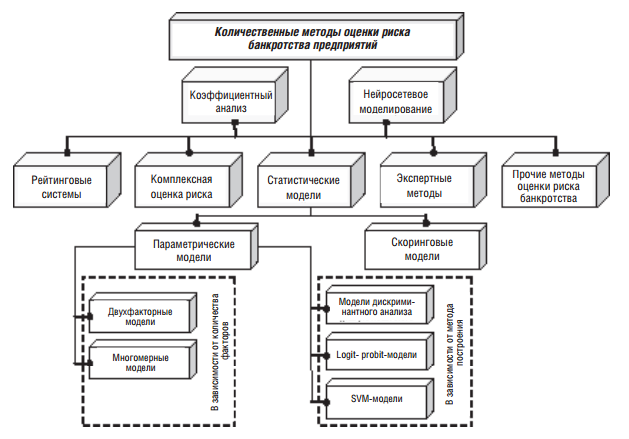 Количественные методы оценки риска
банкротства предприятий
Коэффициентный
анализ
Нейросетевое
моделирование
Рейтинговые
системы
Комплексная
оценка риска
Статистические
модели
Экспертные
методы
Прочие методы
оценки риска
банкротства
Параметрические
модели
Скоринговые
модели
Двухфакторные
модели
Многомерные
модели
В зависимости от количества
факторов
Модели дискрими-
нантного анализа
Logit- probit-модели
SVM-модели
В зависимости от метода
построения